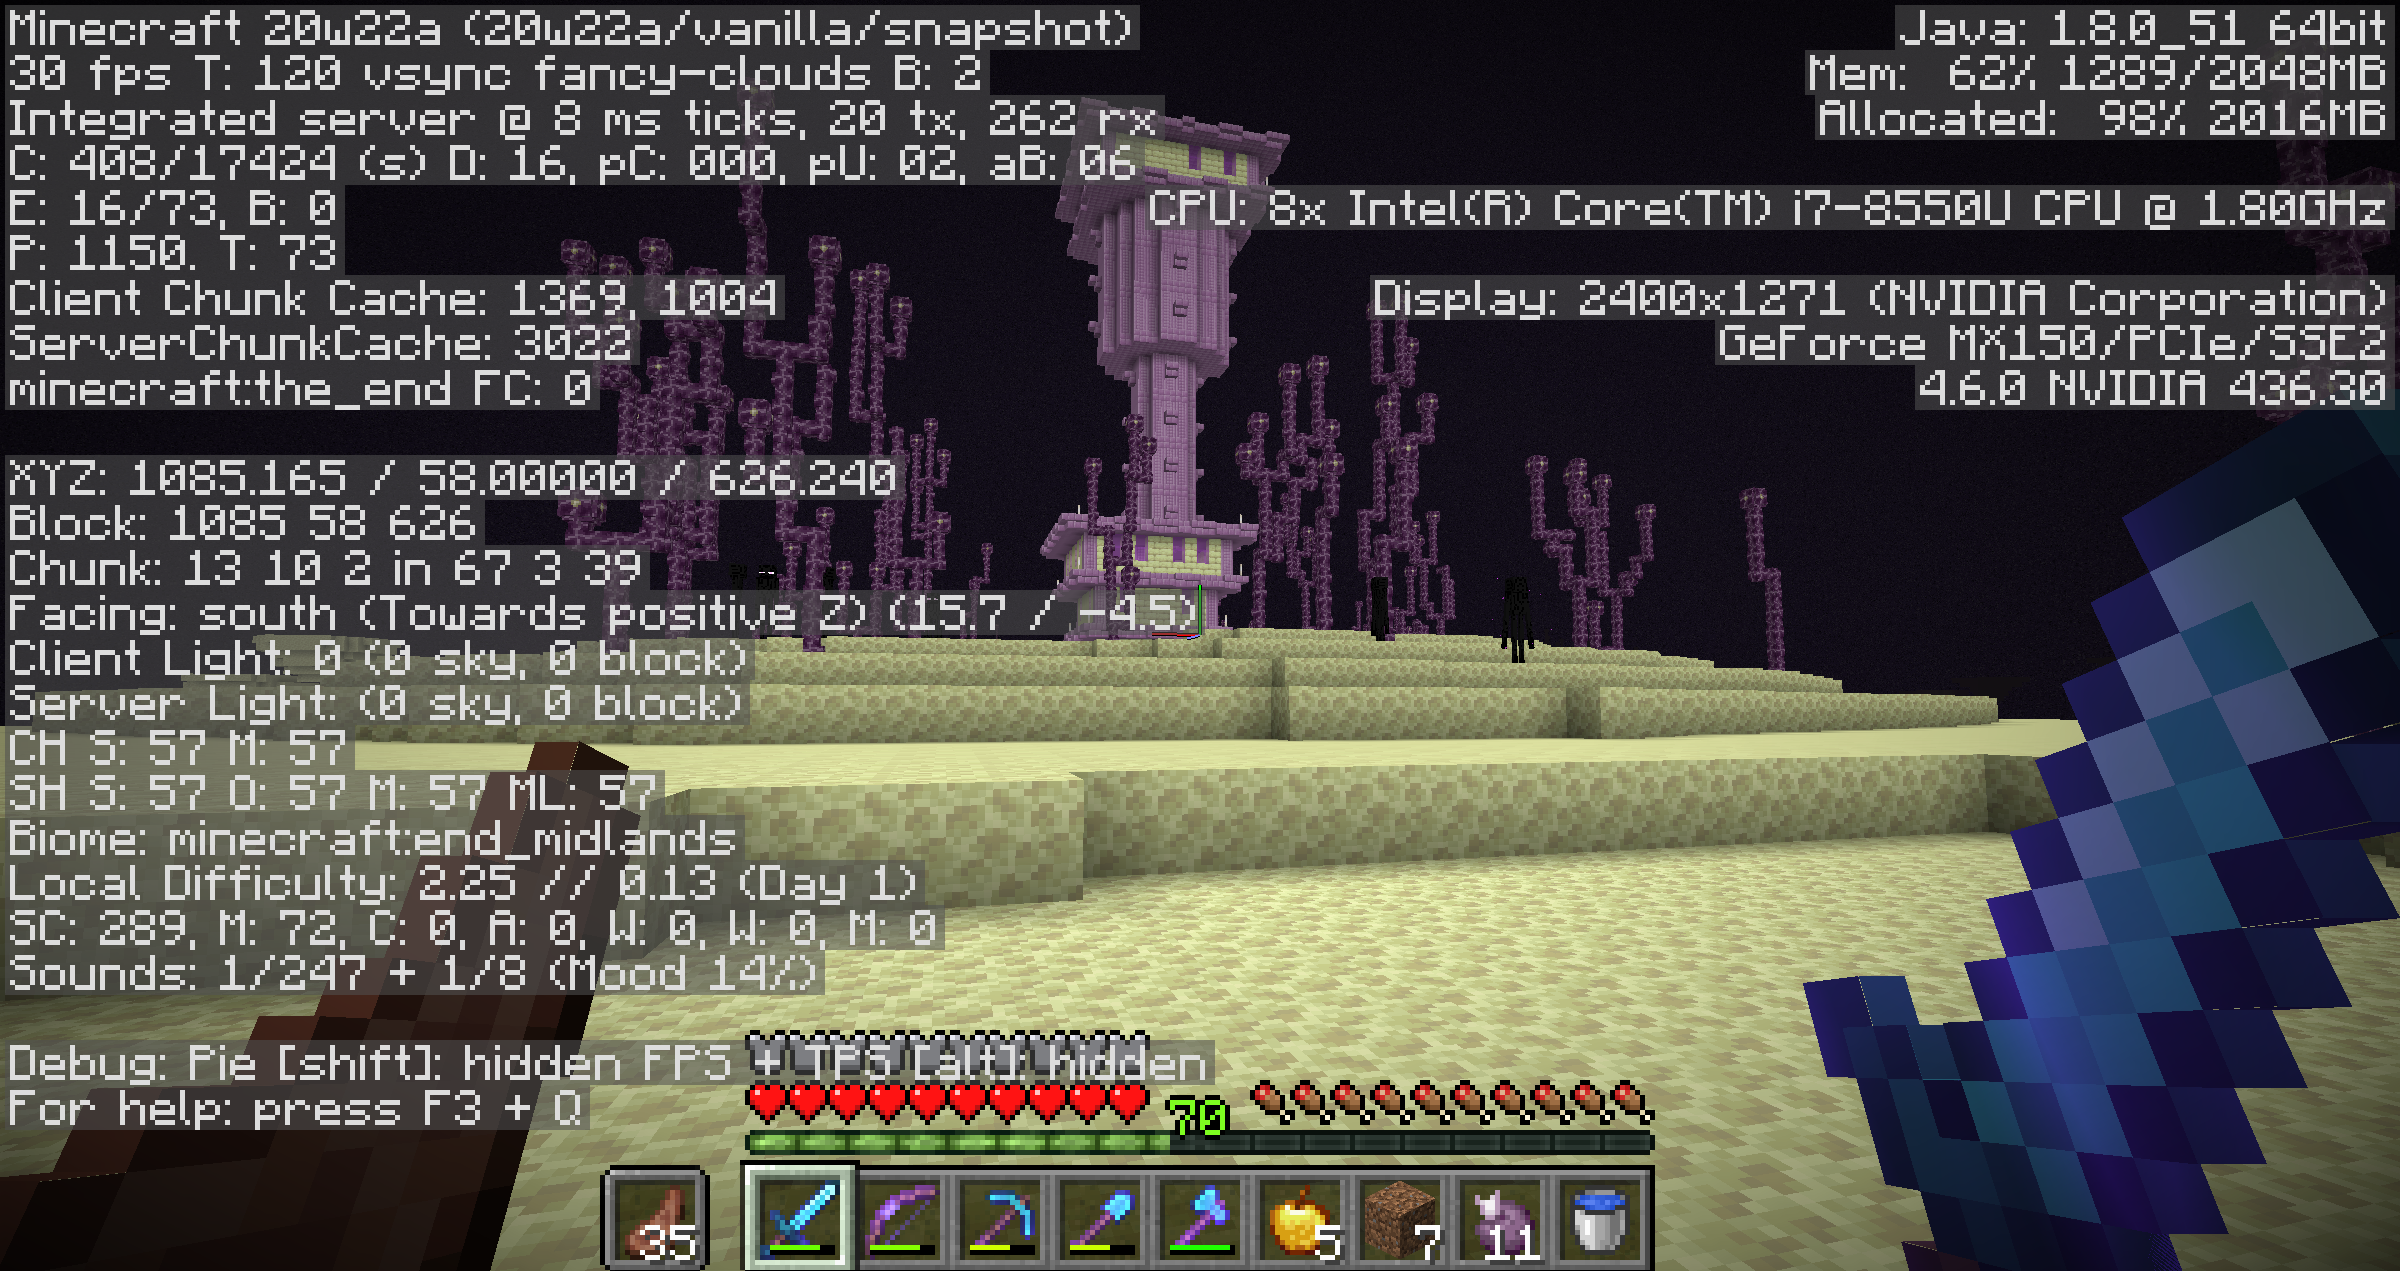 Minecraft 20w22a (20w22a/vanilla/snapshot)
30 fps T: 120 vsync fancy-clouds B: 2
Integrated server @ 8 ms ticks, 20 tx, 262 rx
C: 408/17424 (s) D: 16, pC: 000, pU: 02, aB: 06
E: 16/73, B: 0
P: 1150. T: 73
Client Chunk Cache: 1369, 1004
ServerChunkCache: 3022
minecraft:the_end FC: 0
XYZ: 1085.165 / 58.00000 / 626.240
Block: 1085 58 626
Chunk: 13 10 2 in 67 3 39
Facing: south (Towards positive Z) (15.7 / -4.5)
Client Light: 0 (0 sky, 0 block)
Server Light: (0 sky, 0 block)
CH S: 57 M: 57
SH S: 57 O: 57 M: 57 ML: 57
Biome: minecraft:end_midlands
Local Difficulty: 2.25 // 0.13 (Day 1)
SC: 289, M: 72, C: 0, A: 0, W: 0, W: 0, M: 0
Sounds: 1/247 + 1/8 (Mood 14%)
Debug: Pie [shift]: hidden FPS + TPS [alt]: hidden
For help: press F3 + Q
Java: 1.8.0_51 64bit
Mem: 62% 1289/2048MB
Allocated: 98% 2016MB
CPU: 8x Intel(R) Core(TM) i7-8550U CPU @ 1.80GHz
Display: 2400x1271 (NVIDIA Corporation)
GeForce MX150/PCIe/SSE2
4.6.0 NVIDIA 436.30
70
35
5
7
11